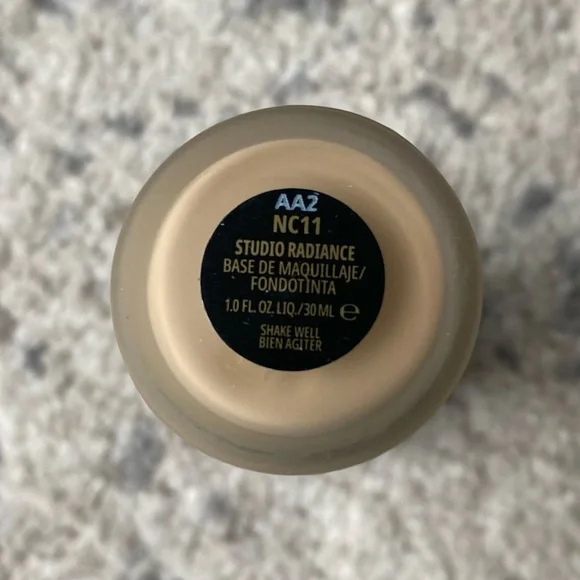 AA2
NC11
STUDIO RADIANCE
BASE DE MAQUILLAJE/
FONDOTINTA
1.0 FL. OZ. LIQ./30 ML ℮
SHAKE WELL
BIEN AGITER